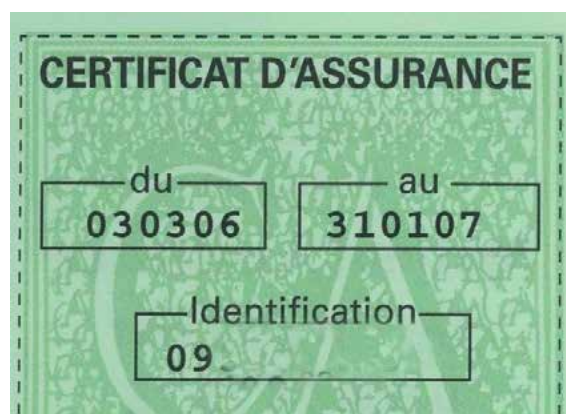 CERTIFICAT D'ASSURANCE
du au
030306 310107
Identification
09